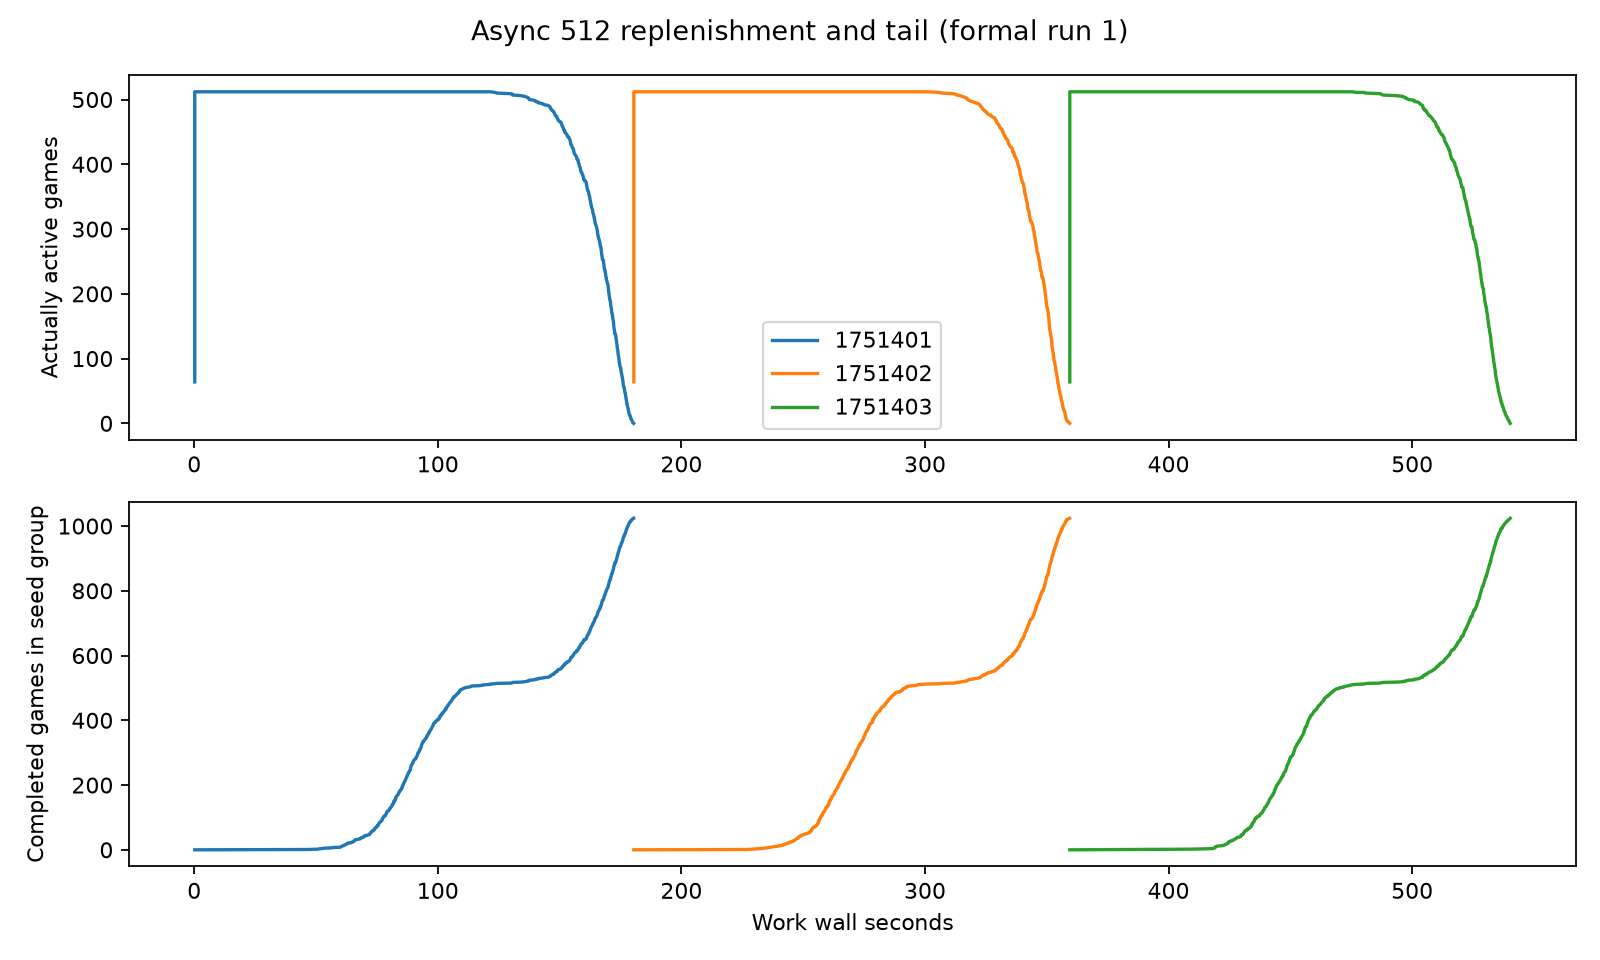 Async 512 replenishment and tail (formal run 1)
Actually active games
500
400
300
200
100
0
1751401
1751402
1751403
0 100 200 300 400 500
Completed games in seed group
1000
800
600
400
200
0
0 100 200 300 400 500
Work wall seconds